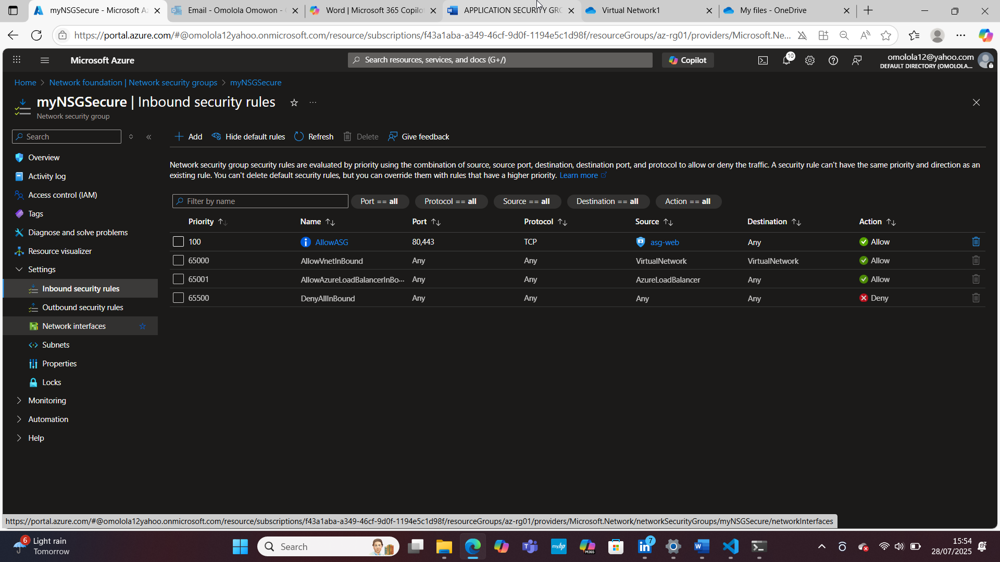 myNSGSecure - Microsoft Az
Email - Omolola Omowon -
Word | Microsoft 365 Copilo
APPLICATION SECURITY GRO
Virtual Network1
My files - OneDrive
https://portal.azure.com/#@omolola12yahoo.onmicrosoft.com/resource/subscriptions/f43a1aba-a349-46cf-9d0f-1194e5c1d98f/resourceGroups/az-rg01/providers/Microsoft.Ne...
Microsoft Azure
Search resources, services, and docs (G+/)
Copilot
10
omolola12@yahoo.com
DEFAULT DIRECTORY (OMOLOLA...
Home > Network foundation | Network security groups > myNSGSecure
myNSGSecure | Inbound security rules
Network security group
Search
Add
Hide default rules
Refresh
Delete
Give feedback
Overview
Activity log
Access control (IAM)
Tags
Diagnose and solve problems
Resource visualizer
Settings
Inbound security rules
Outbound security rules
Network interfaces
Subnets
Properties
Locks
Monitoring
Automation
Help
Network security group security rules are evaluated by priority using the combination of source, source port, destination, destination port, and protocol to allow or deny the traffic. A security rule can't have the same priority and direction as an
existing rule. You can't delete default security rules, but you can override them with rules that have a higher priority. Learn more
Filter by name
Port == all
Protocol == all
Source == all
Destination == all
Action == all
Priority Name Port Protocol Source Destination Action
100 AllowASG 80,443 TCP asg-web Any Allow
65000 AllowVnetInBound Any Any VirtualNetwork VirtualNetwork Allow
65001 AllowAzureLoadBalancerInBo... Any Any AzureLoadBalancer Any Allow
65500 DenyAllInBound Any Any Any Any Deny
https://portal.azure.com/#@omolola12yahoo.onmicrosoft.com/resource/subscriptions/f43a1aba-a349-46cf-9d0f-1194e5c1d98f/resourceGroups/az-rg01/providers/Microsoft.Network/networkSecurityGroups/myNSGSecure/networkInterfaces
6
Light rain
Tomorrow
Search
myhp
M365
7
15:54
28/07/2025